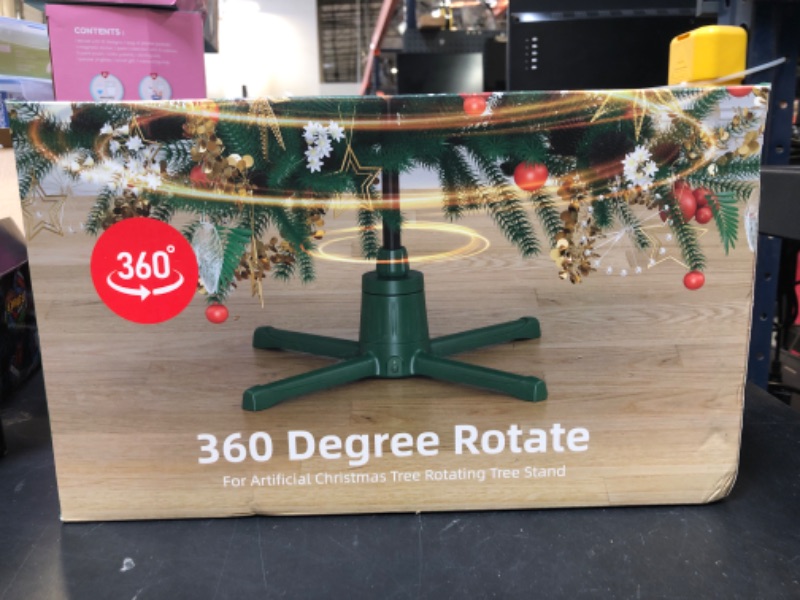 CONTENTS:
360°
360 Degree Rotate
For Artificial Christmas Tree Rotating Tree Stand